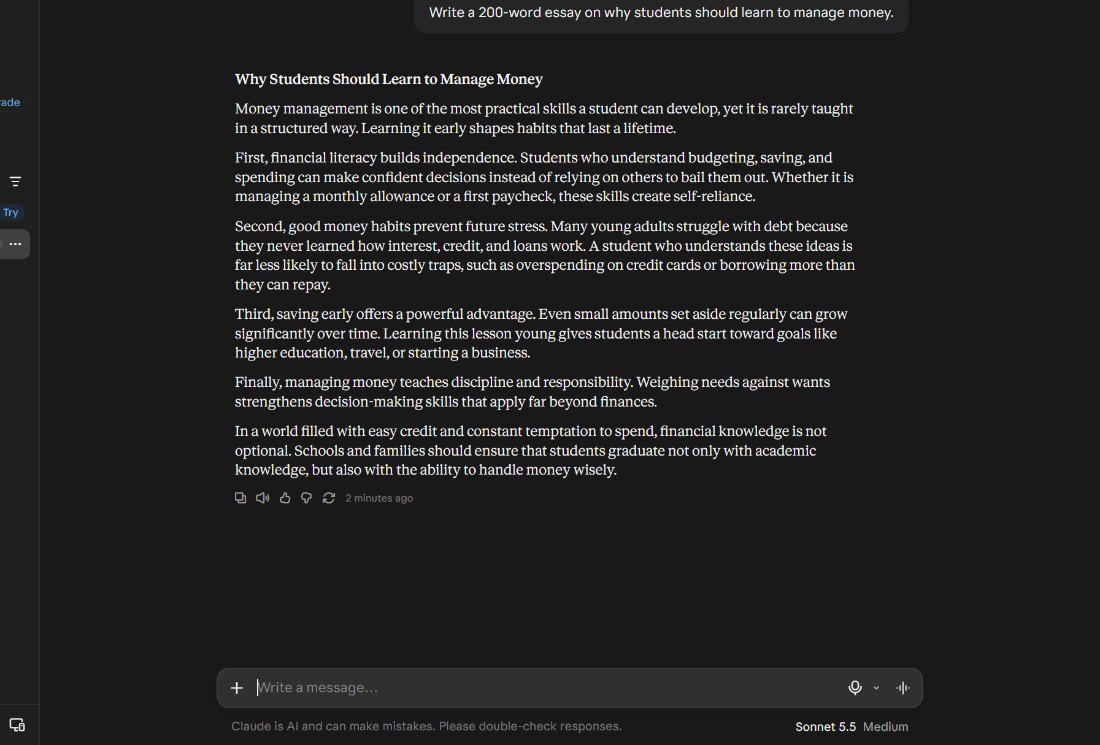 Write a 200-word essay on why students should learn to manage money.
ade
Try
Why Students Should Learn to Manage Money
Money management is one of the most practical skills a student can develop, yet it is rarely taught
in a structured way. Learning it early shapes habits that last a lifetime.
First, financial literacy builds independence. Students who understand budgeting, saving, and
spending can make confident decisions instead of relying on others to bail them out. Whether it is
managing a monthly allowance or a first paycheck, these skills create self-reliance.
Second, good money habits prevent future stress. Many young adults struggle with debt because
they never learned how interest, credit, and loans work. A student who understands these ideas is
far less likely to fall into costly traps, such as overspending on credit cards or borrowing more than
they can repay.
Third, saving early offers a powerful advantage. Even small amounts set aside regularly can grow
significantly over time. Learning this lesson young gives students a head start toward goals like
higher education, travel, or starting a business.
Finally, managing money teaches discipline and responsibility. Weighing needs against wants
strengthens decision-making skills that apply far beyond finances.
In a world filled with easy credit and constant temptation to spend, financial knowledge is not
optional. Schools and families should ensure that students graduate not only with academic
knowledge, but also with the ability to handle money wisely.
2 minutes ago
Write a message...
Claude is AI and can make mistakes. Please double-check responses.
Sonnet 5.5 Medium